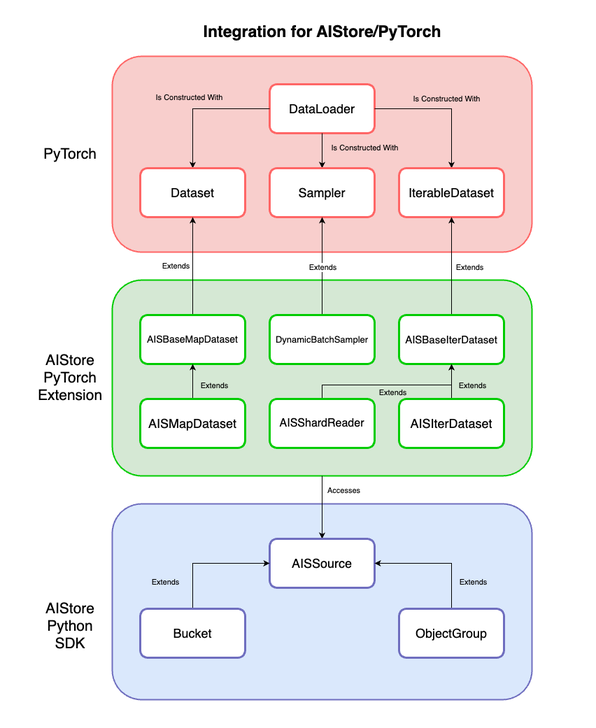 Integration for AIStore/PyTorch
Is Constructed With
DataLoader
Is Constructed With
Is Constructed With
PyTorch
Dataset
Sampler
IterableDataset
Extends
Extends
Extends
AISBaseMapDataset
DynamicBatchSampler
AISBaseIterDataset
AIStore
PyTorch
Extension
Extends
Extends
Extends
AISMapDataset
AISShardReader
AISIterDataset
Accesses
AISSource
Extends
Extends
AIStore
Python
SDK
Bucket
ObjectGroup